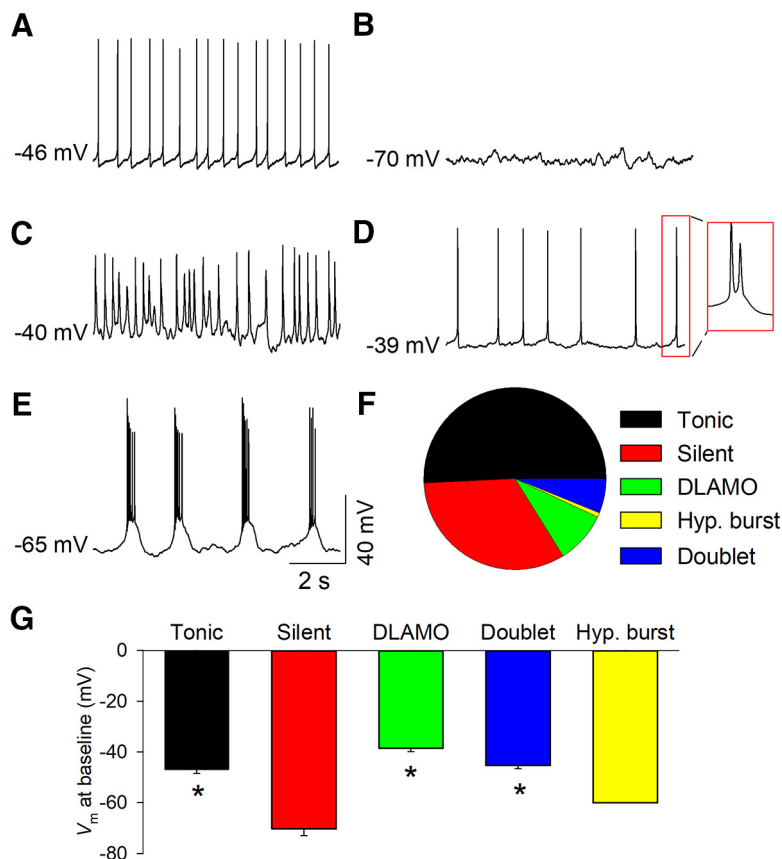 A
B
-46 mV
-70 mV
C
D
-40 mV
-39 mV
E
F
-65 mV
40 mV
2 s
Tonic
Silent
DLAMO
Hyp. burst
Doublet
G
Tonic Silent DLAMO Doublet Hyp. burst
Vm at baseline (mV)
0
-20
-40
-60
-80
* * *